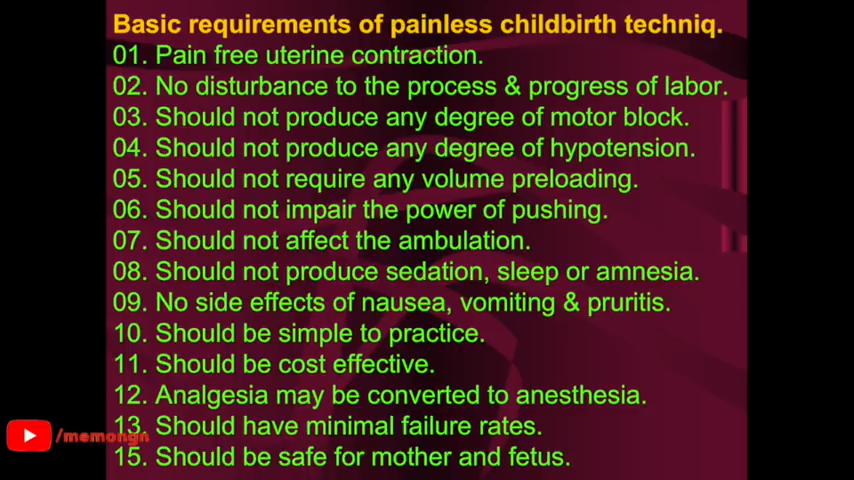 Basic requirements of painless childbirth techniq.
01. Pain free uterine contraction.
02. No disturbance to the process & progress of labor.
03. Should not produce any degree of motor block.
04. Should not produce any degree of hypotension.
05. Should not require any volume preloading.
06. Should not impair the power of pushing.
07. Should not affect the ambulation.
08. Should not produce sedation, sleep or amnesia.
09. No side effects of nausea, vomiting & pruritis.
10. Should be simple to practice.
11. Should be cost effective.
12. Analgesia may be converted to anesthesia.
13. Should have minimal failure rates.
/memongn
15. Should be safe for mother and fetus.